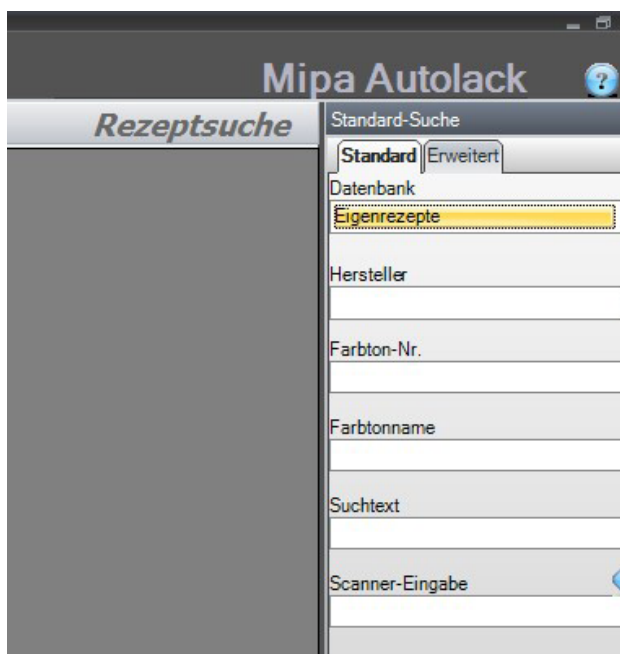 Mipa Autolack
?
Rezeptsuche
Standard-Suche
Standard Erweitert
Datenbank
Eigenrezepte
Hersteller
Farbton-Nr.
Farbtonname
Suchtext
Scanner-Eingabe